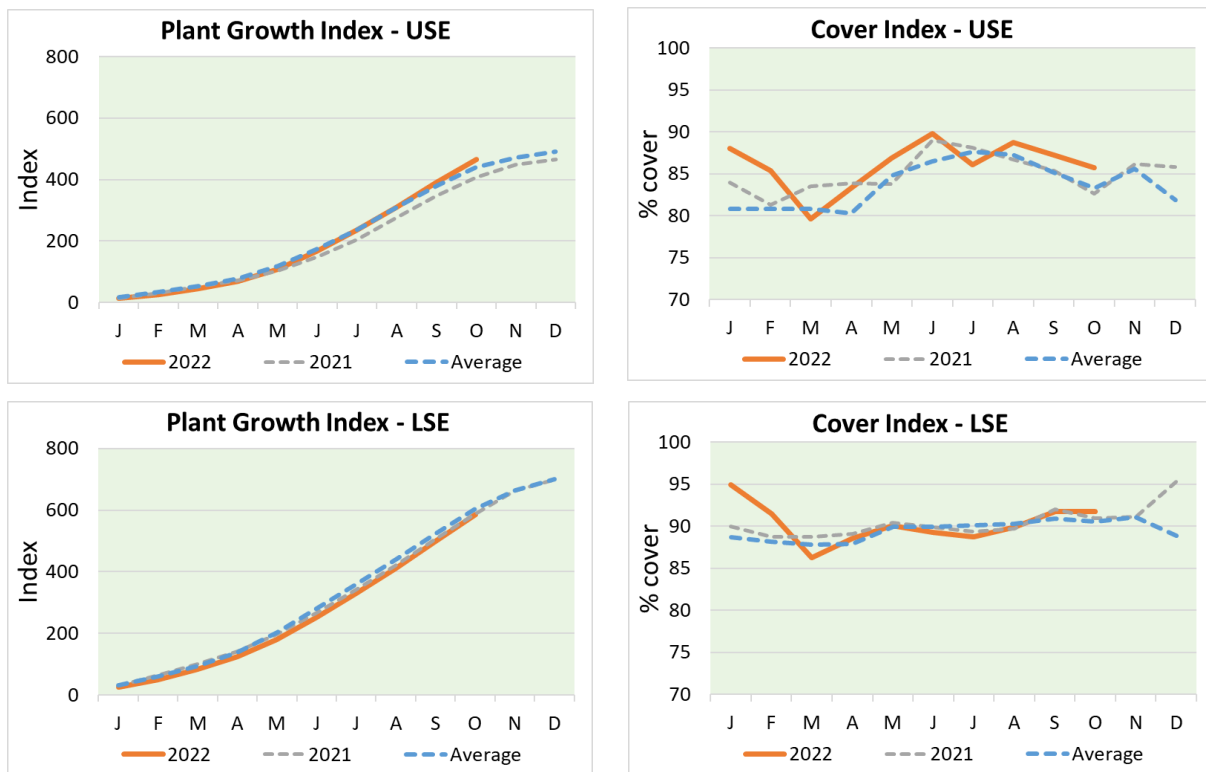 Plant Growth Index - USE
800
600
400
200
0
Index
J F M A M J J A S O N D
2022 2021 Average
Cover Index - USE
100
95
90
85
80
75
70
% cover
J F M A M J J A S O N D
2022 2021 Average
Plant Growth Index - LSE
800
600
400
200
0
Index
J F M A M J J A S O N D
2022 2021 Average
Cover Index - LSE
100
95
90
85
80
75
70
% cover
J F M A M J J A S O N D
2022 2021 Average